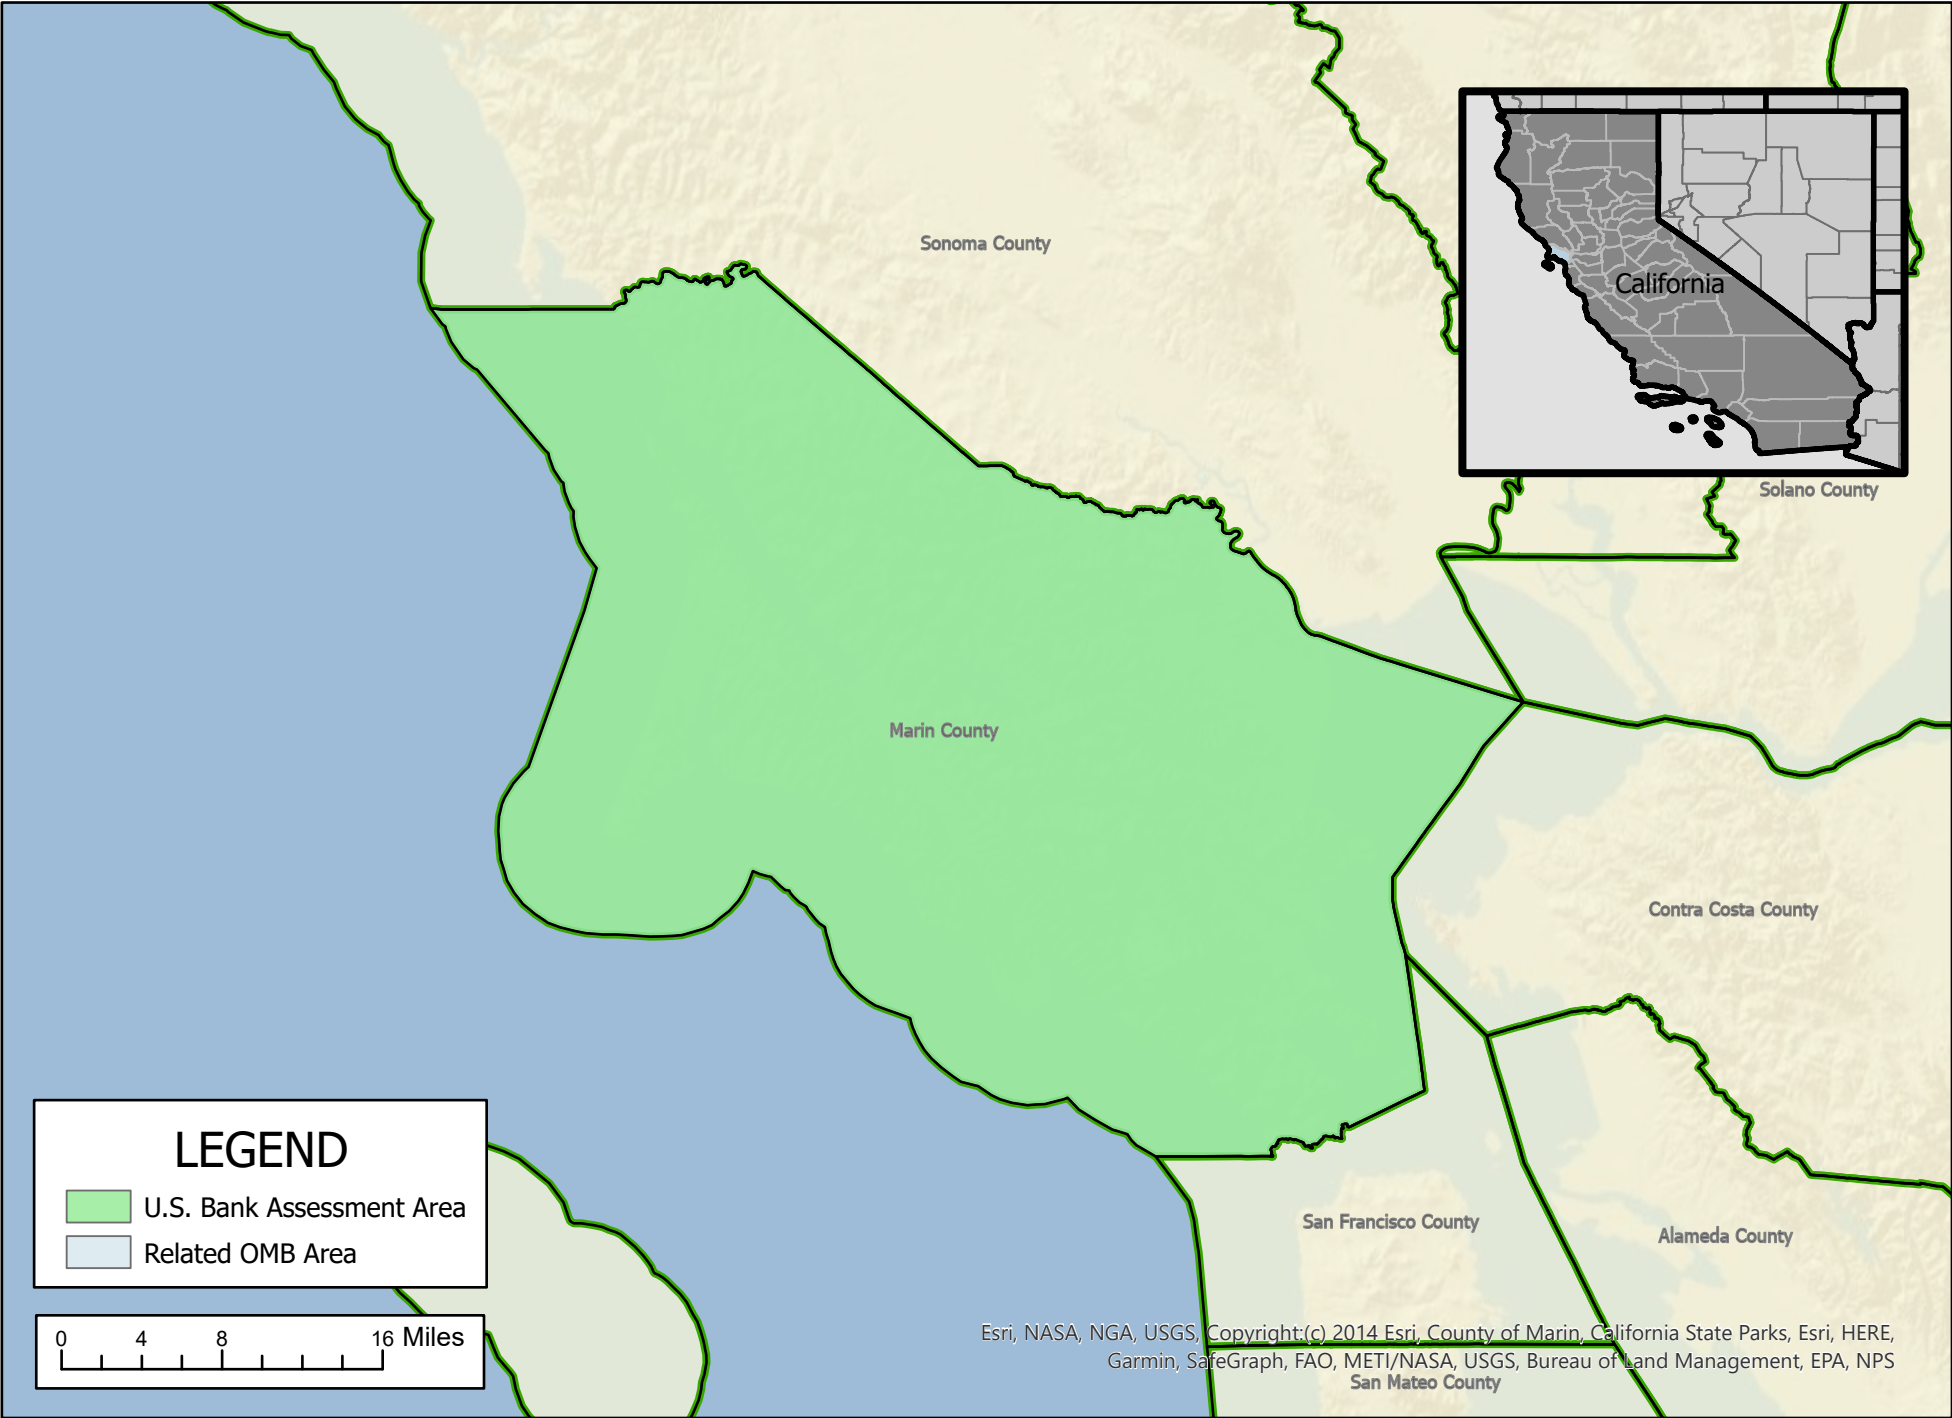 Sonoma County
California
Solano County
Marin County
Contra Costa County
LEGEND
U.S. Bank Assessment Area
Related OMB Area
San Francisco County
Alameda County
0 4 8 16 Miles
Esri, NASA, NGA, USGS, Copyright:(c) 2014 Esri, County of Marin, California State Parks, Esri, HERE,
Garmin, SafeGraph, FAO, METI/NASA, USGS, Bureau of Land Management, EPA, NPS
San Mateo County